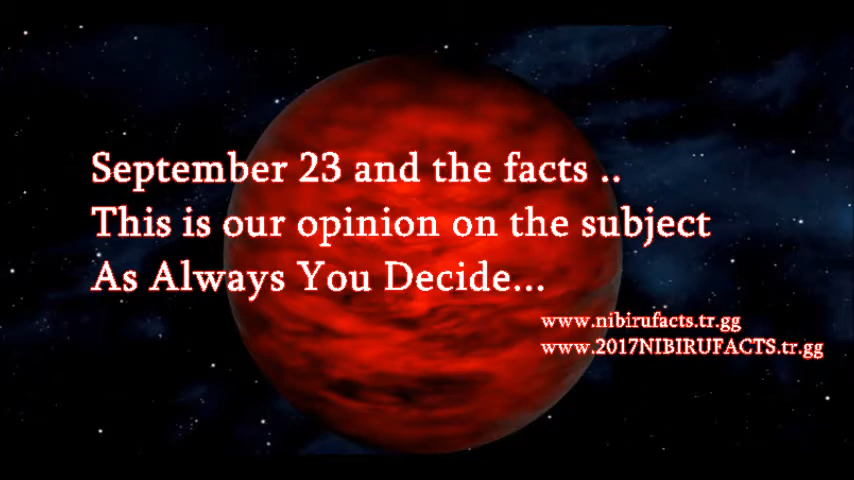 September 23 and the facts ..
This is our opinion on the subject
As Always You Decide...
www.nibirufacts.tr.gg
www.2017NIBIRUFACTS.tr.gg